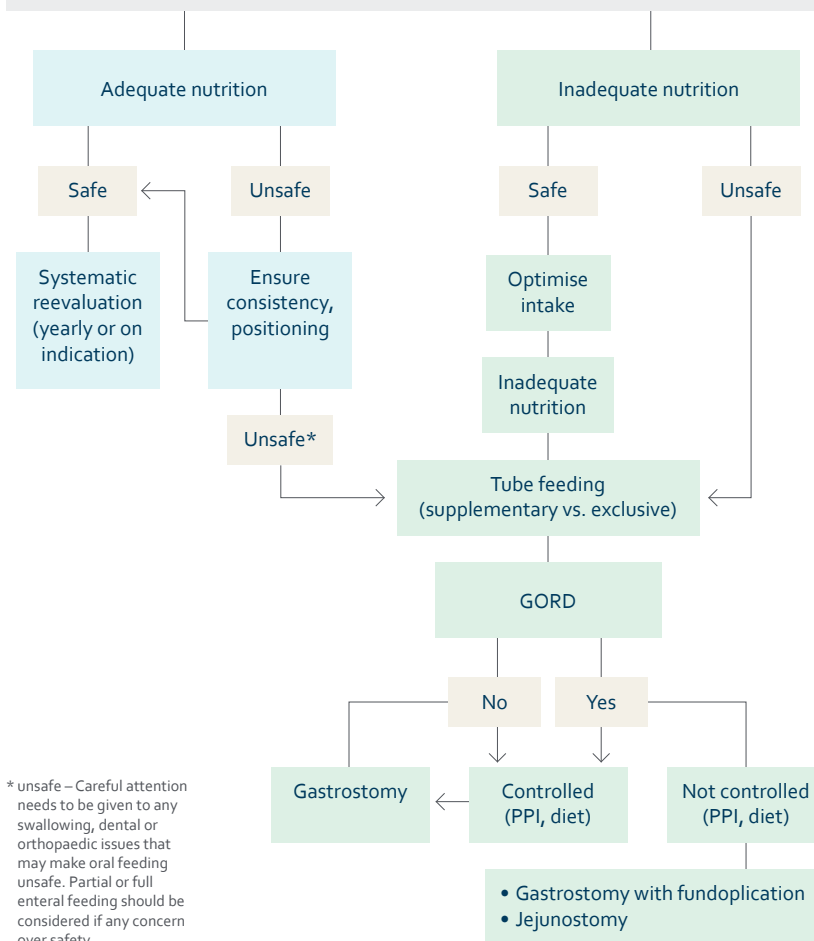 Adequate nutrition
Inadequate nutrition
Safe
Unsafe
Safe
Unsafe
Systematic
reevaluation
(yearly or on
indication)
Ensure
consistency,
positioning
Optimise
intake
Inadequate
nutrition
Unsafe*
Tube feeding
(supplementary vs. exclusive)
GORD
No
Yes
Gastrostomy
Controlled
(PPI, diet)
Not controlled
(PPI, diet)
• Gastrostomy with fundoplication
• Jejunostomy
* unsafe – Careful attention
needs to be given to any
swallowing, dental or
orthopaedic issues that
may make oral feeding
unsafe. Partial or full
enteral feeding should be
considered if any concern
over safety